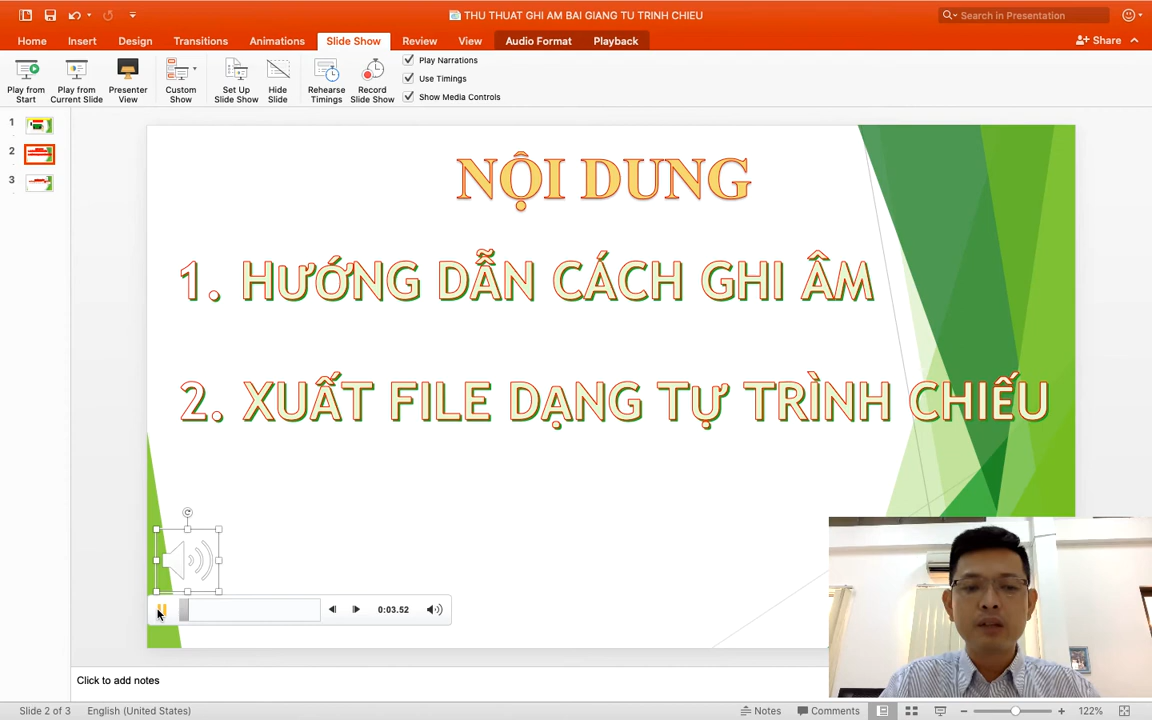 THU THUAT GHI AM BAI GIANG TU TRINH CHIEU
Search in Presentation
Home Insert Design Transitions Animations Slide Show Review View Audio Format Playback Share
Play from Start
Play from Current Slide
Presenter View
Custom Show
Set Up Slide Show
Hide Slide
Rehearse Timings
Record Slide Show
Play Narrations
Use Timings
Show Media Controls
1
2
3
NỘI DUNG
1. HƯỚNG DẪN CÁCH GHI ÂM
2. XUẤT FILE DẠNG TỰ TRÌNH CHIẾU
0:03.52
Click to add notes
Slide 2 of 3 English (United States) Notes Comments 122%